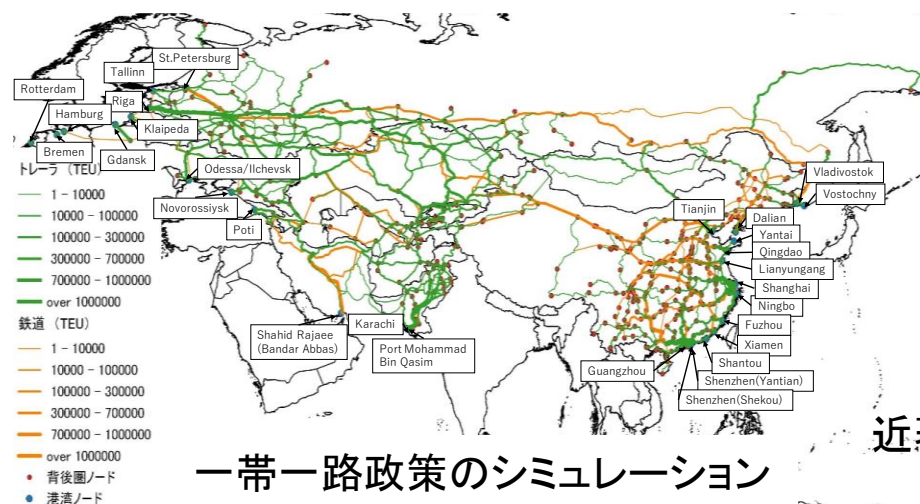 St.Petersburg
Tallinn
Rotterdam
Riga
Hamburg
Klaipeda
Bremen
Gdansk
トレーラ (TEU)
1 – 10000
10000 – 100000
100000 – 300000
300000 – 700000
700000 – 1000000
over 1000000
鉄道 (TEU)
1 – 10000
10000 – 100000
100000 – 300000
300000 – 700000
700000 – 1000000
over 1000000
背後圏ノード
港湾ノード
Odessa/Ilchevsk
Novorossiysk
Poti
Shahid Rajaee
(Bandar Abbas)
Karachi
Port Mohammad
Bin Qasim
Vladivostok
Vostochny
Tianjin
Dalian
Yantai
Qingdao
Lianyungang
Shanghai
Ningbo
Fuzhou
Xiamen
Shantou
Guangzhou
Shenzhen(Yantian)
Shenzhen(Shekou)
近
一帯一路政策のシミュレーション